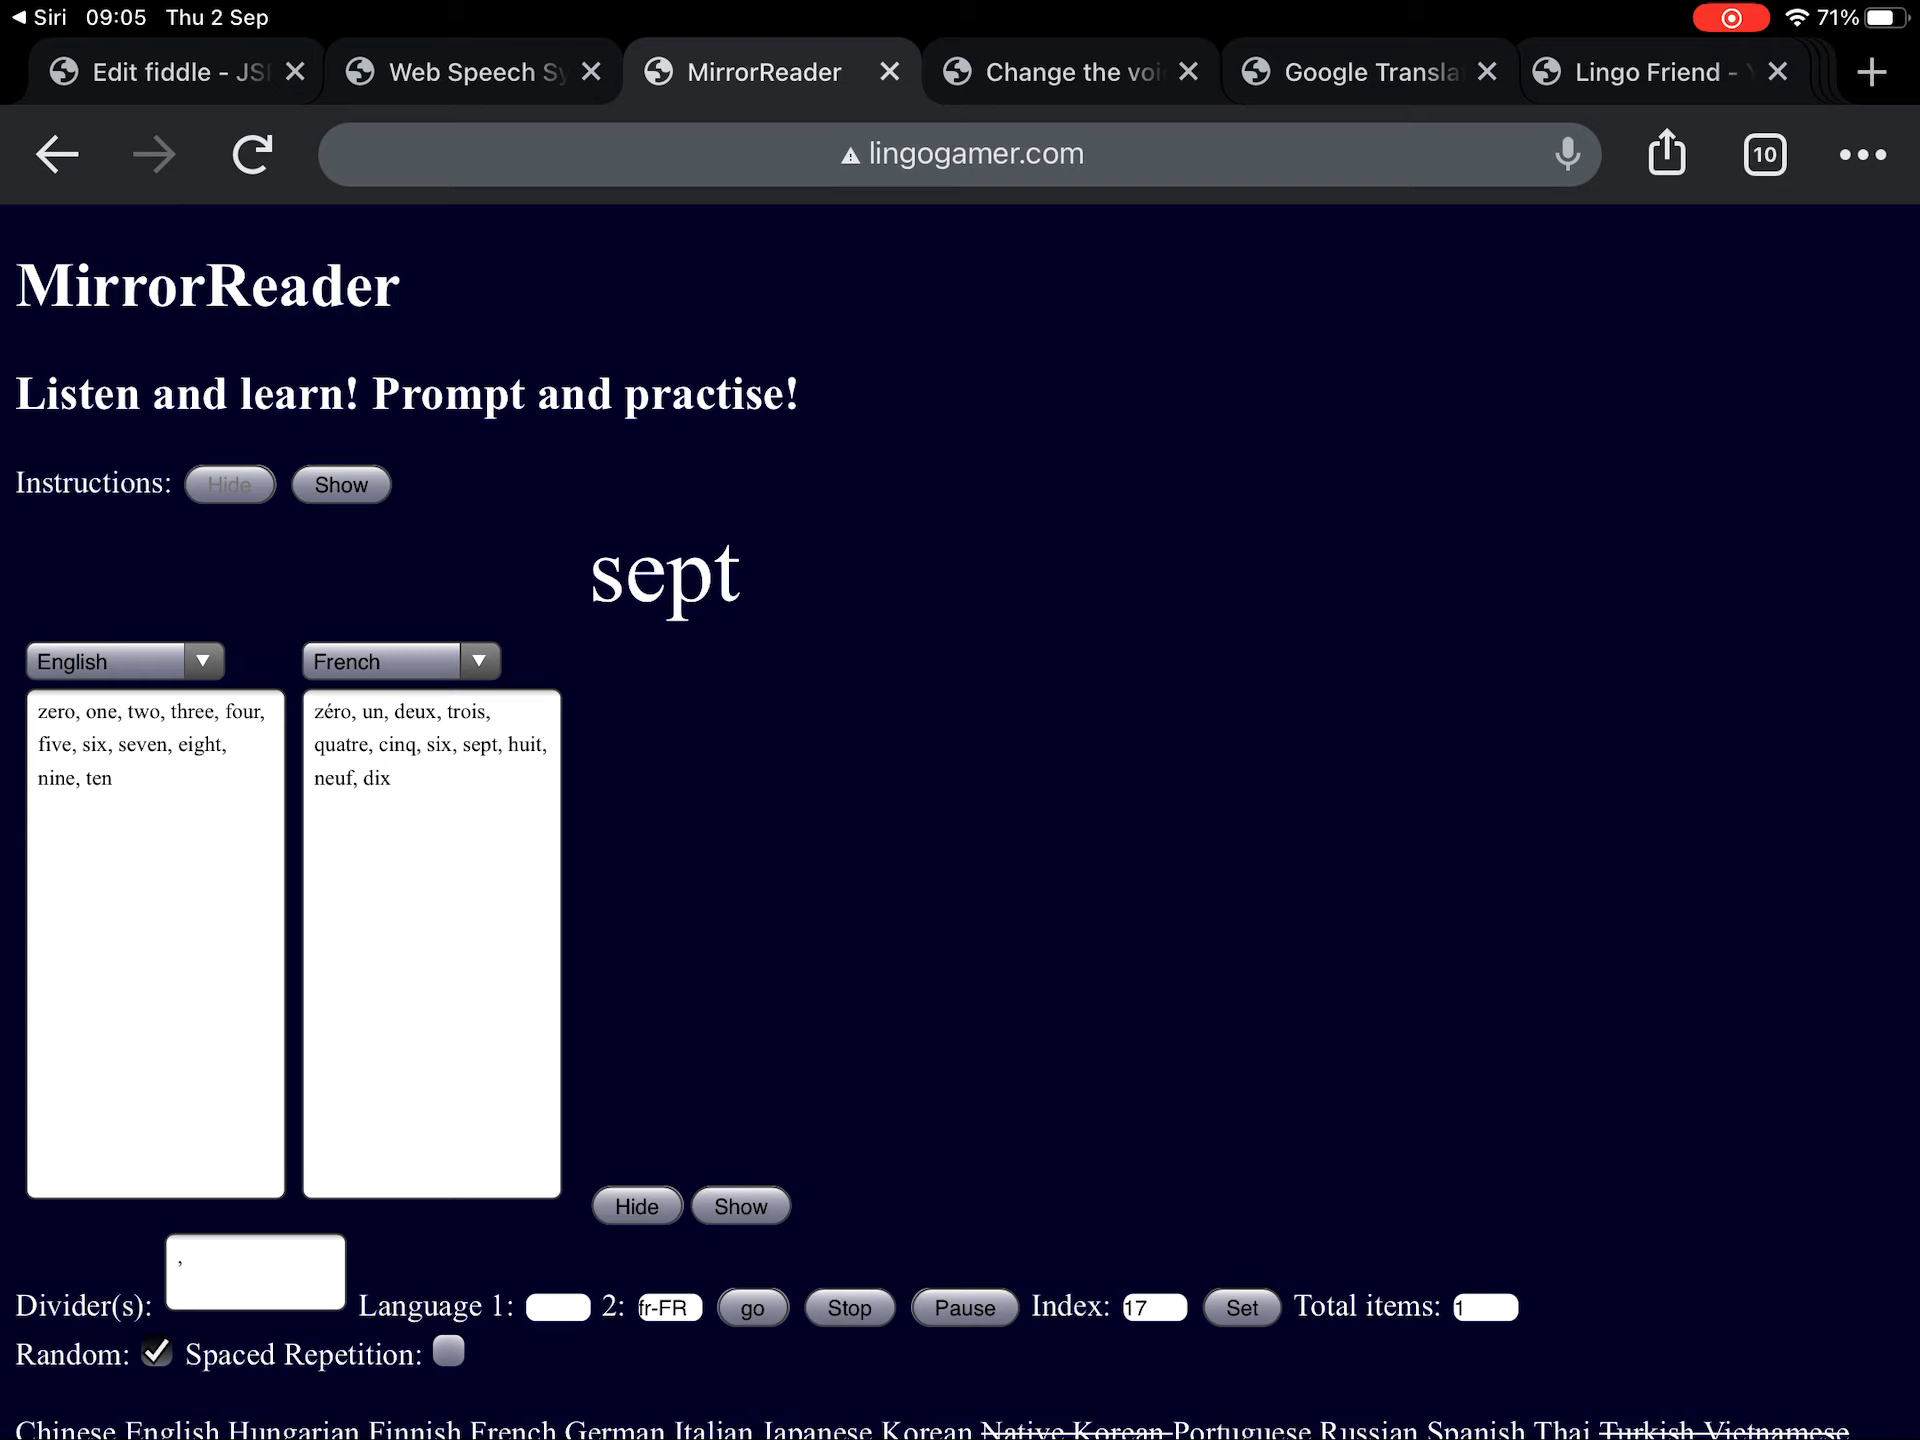 Siri 09:05 Thu 2 Sep 71%
Edit fiddle - JS Web Speech Sy MirrorReader Change the voi Google Transla Lingo Friend -
lingogamer.com 10
MirrorReader
Listen and learn! Prompt and practise!
Instructions: Hide Show
sept
English French
zero, one, two, three, four,
five, six, seven, eight,
nine, ten
zéro, un, deux, trois,
quatre, cinq, six, sept, huit,
neuf, dix
Hide Show
,
Divider(s): Language 1: 2: fr-FR go Stop Pause Index: 17 Set Total items: 1
Random: Spaced Repetition:
Chinese English Hungarian Finnish French German Italian Japanese Korean Native Korean Portuguese Russian Spanish Thai Turkish Vietnamese